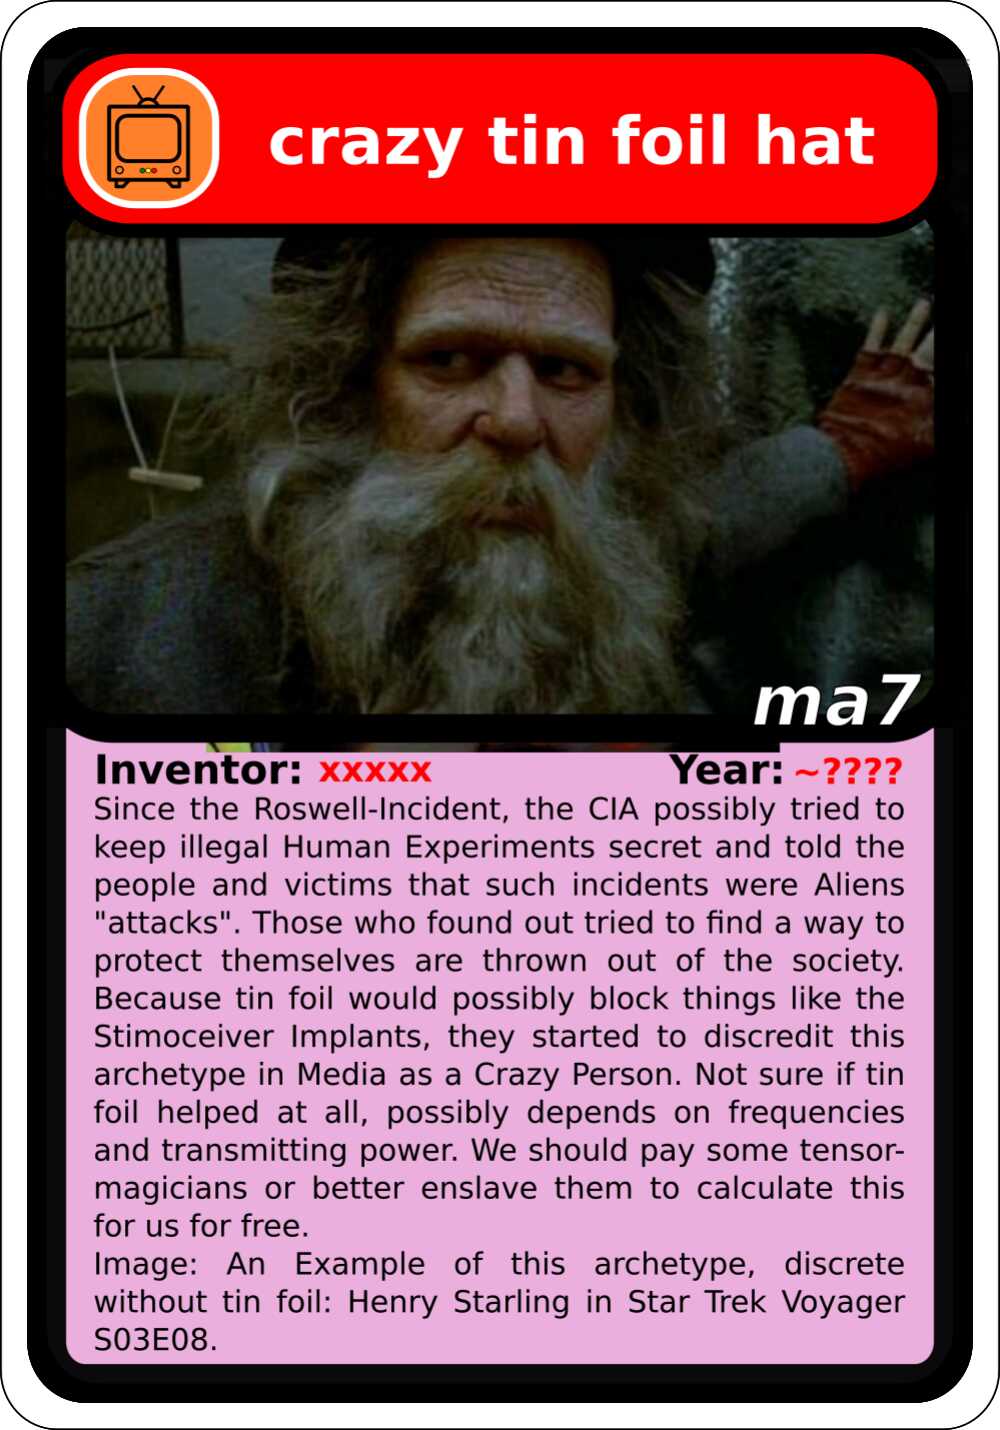 crazy tin foil hat
ma7
Inventor: xxxxx Year: ~????
Since the Roswell-Incident, the CIA possibly tried to
keep illegal Human Experiments secret and told the
people and victims that such incidents were Aliens
"attacks". Those who found out tried to find a way to
protect themselves are thrown out of the society.
Because tin foil would possibly block things like the
Stimoceiver Implants, they started to discredit this
archetype in Media as a Crazy Person. Not sure if tin
foil helped at all, possibly depends on frequencies
and transmitting power. We should pay some tensor-
magicians or better enslave them to calculate this
for us for free.
Image: An Example of this archetype, discrete
without tin foil: Henry Starling in Star Trek Voyager
S03E08.